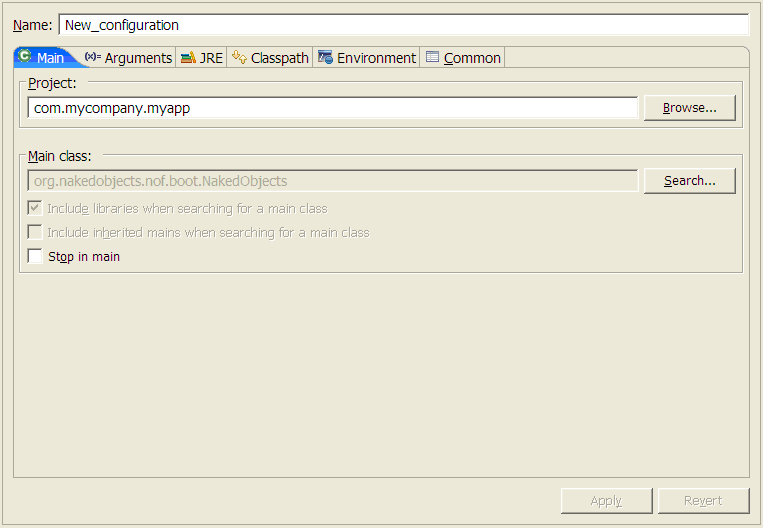 Name: New_configuration
Main (x)= Arguments JRE Classpath Environment Common
Project:
com.mycompany.myapp Browse...
Main class:
org.nakedobjects.nof.boot.NakedObjects Search...
Include libraries when searching for a main class
Include inherited mains when searching for a main class
Stop in main
Apply Revert